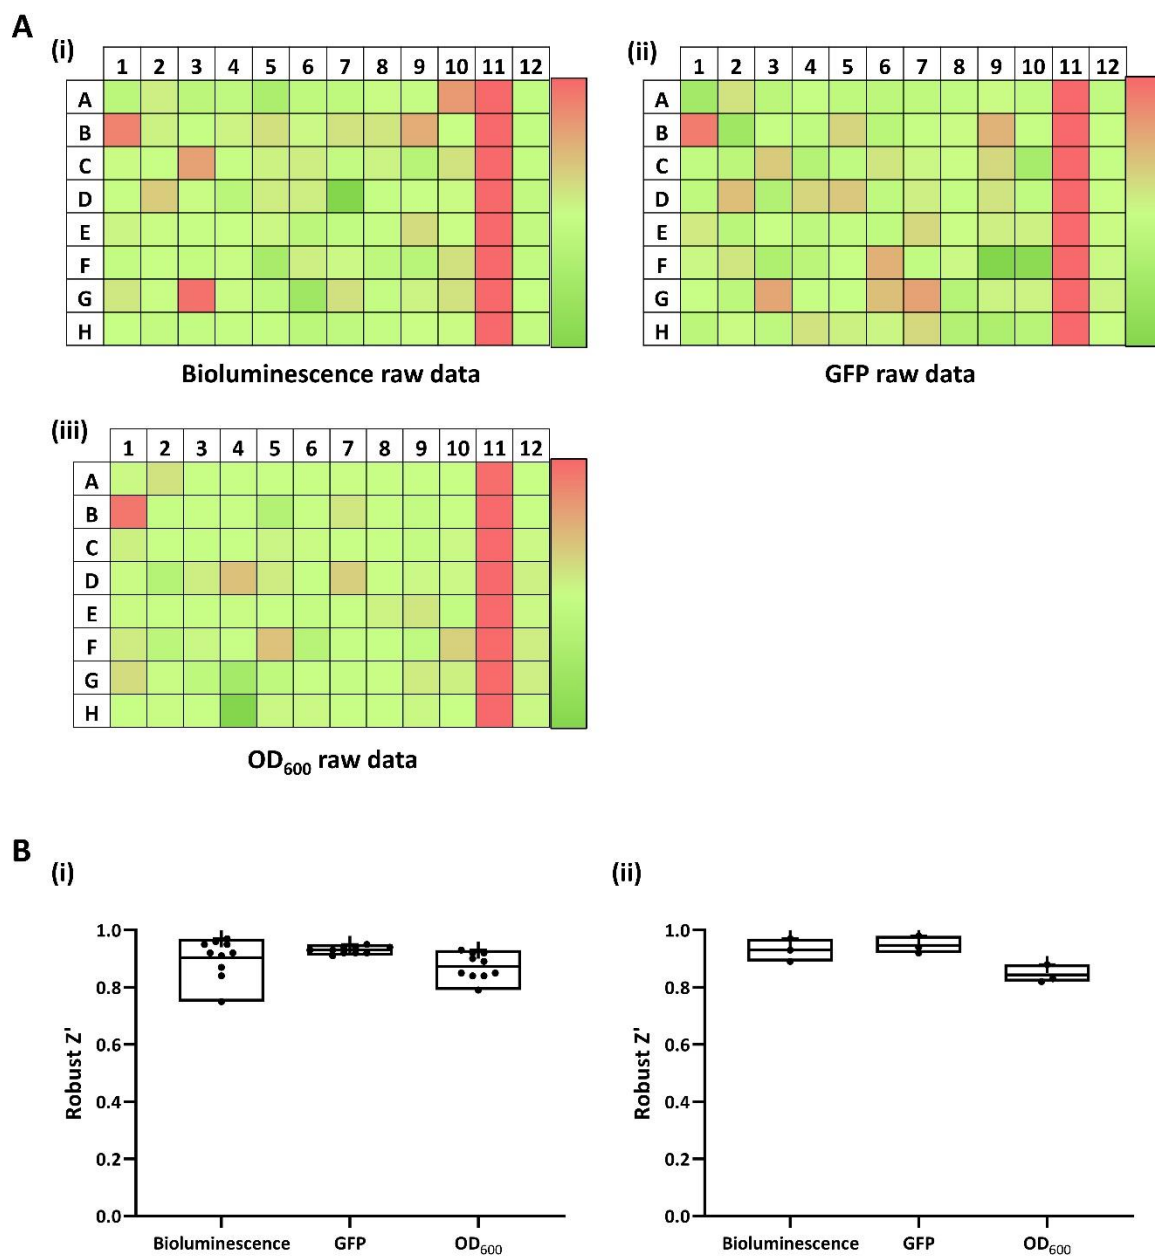 A
(i)
1 2 3 4 5 6 7 8 9 10 11 12
A
B
C
D
E
F
G
H
Bioluminescence raw data
(ii)
1 2 3 4 5 6 7 8 9 10 11 12
A
B
C
D
E
F
G
H
GFP raw data
(iii)
1 2 3 4 5 6 7 8 9 10 11 12
A
B
C
D
E
F
G
H
OD₆₀₀ raw data
B
(i)
Robust Z'
1.0
0.8
0.6
0.4
0.2
0.0
Bioluminescence GFP OD₆₀₀
(ii)
Robust Z'
1.0
0.8
0.6
0.4
0.2
0.0
Bioluminescence GFP OD₆₀₀